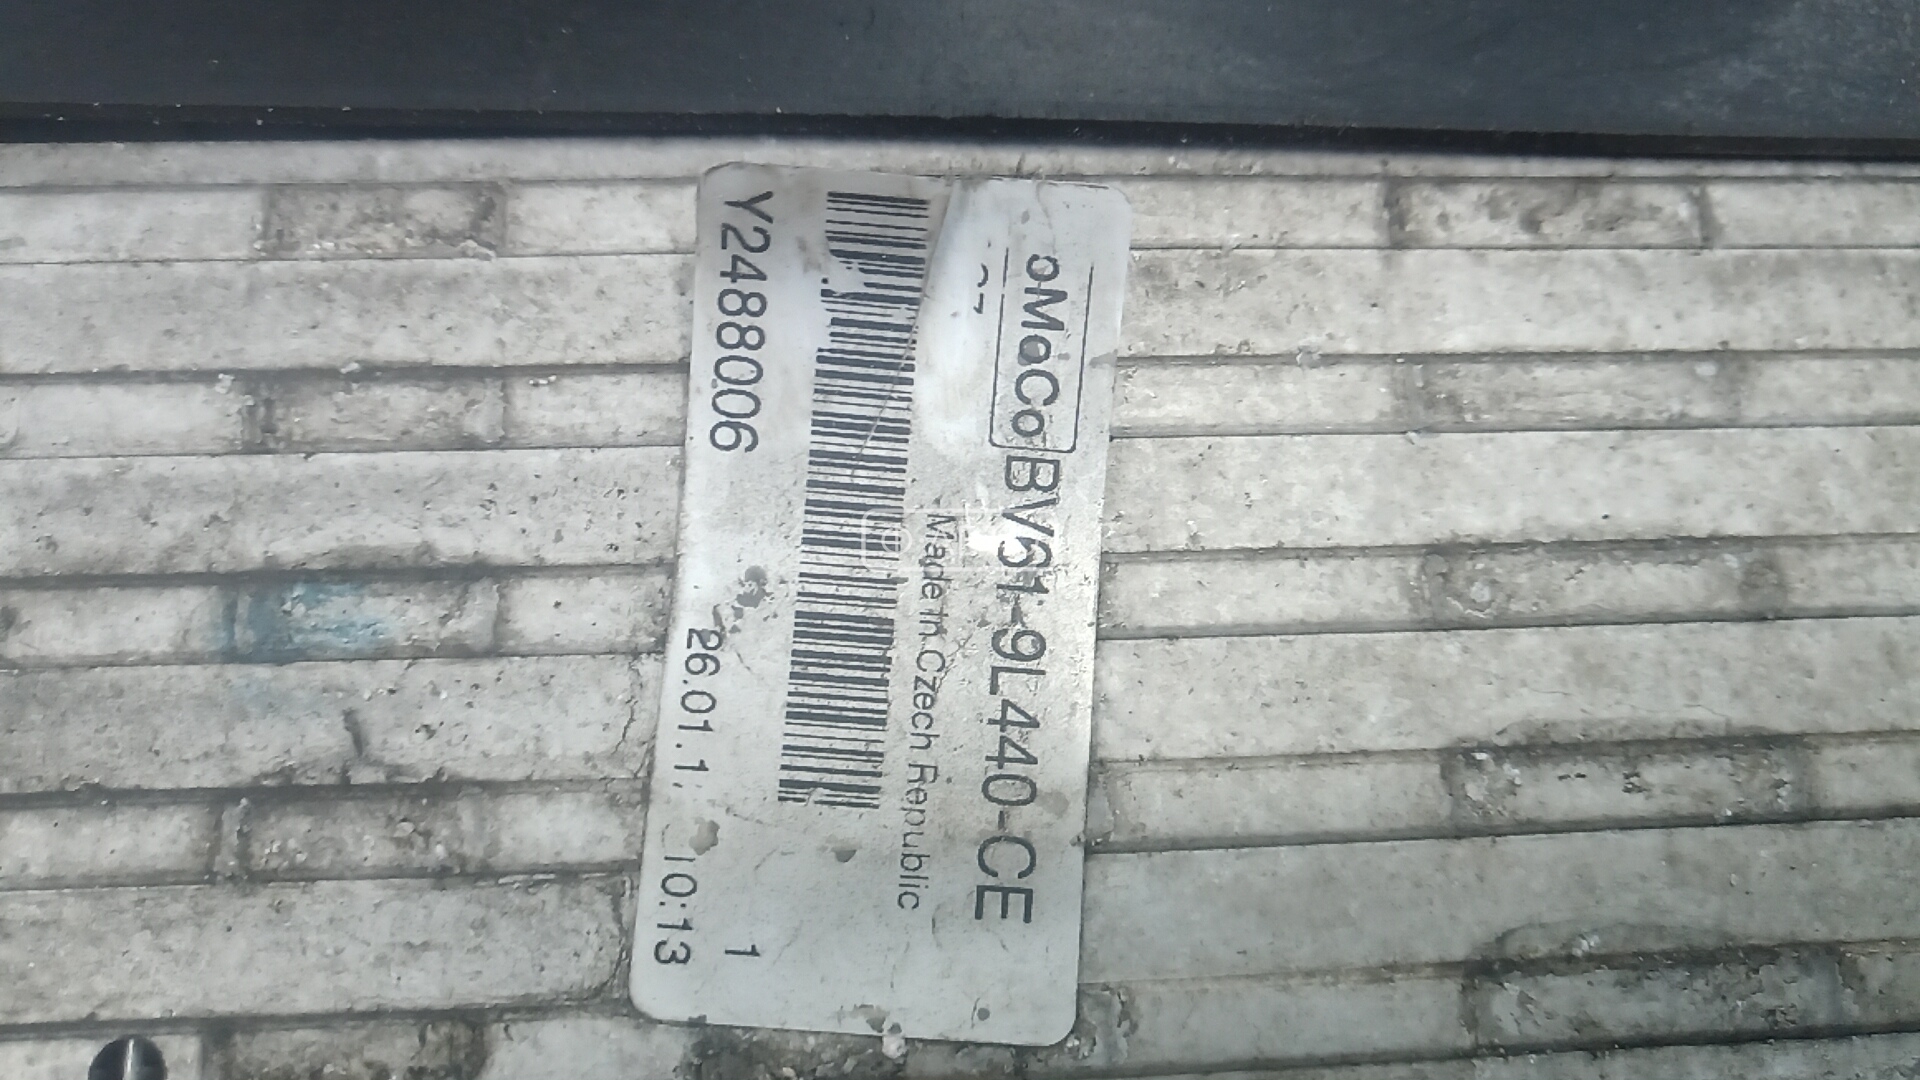 oMoCo BV61-9L440-CE
Made in Czech Republic
Y2488006 1
26.01.1, 10:13